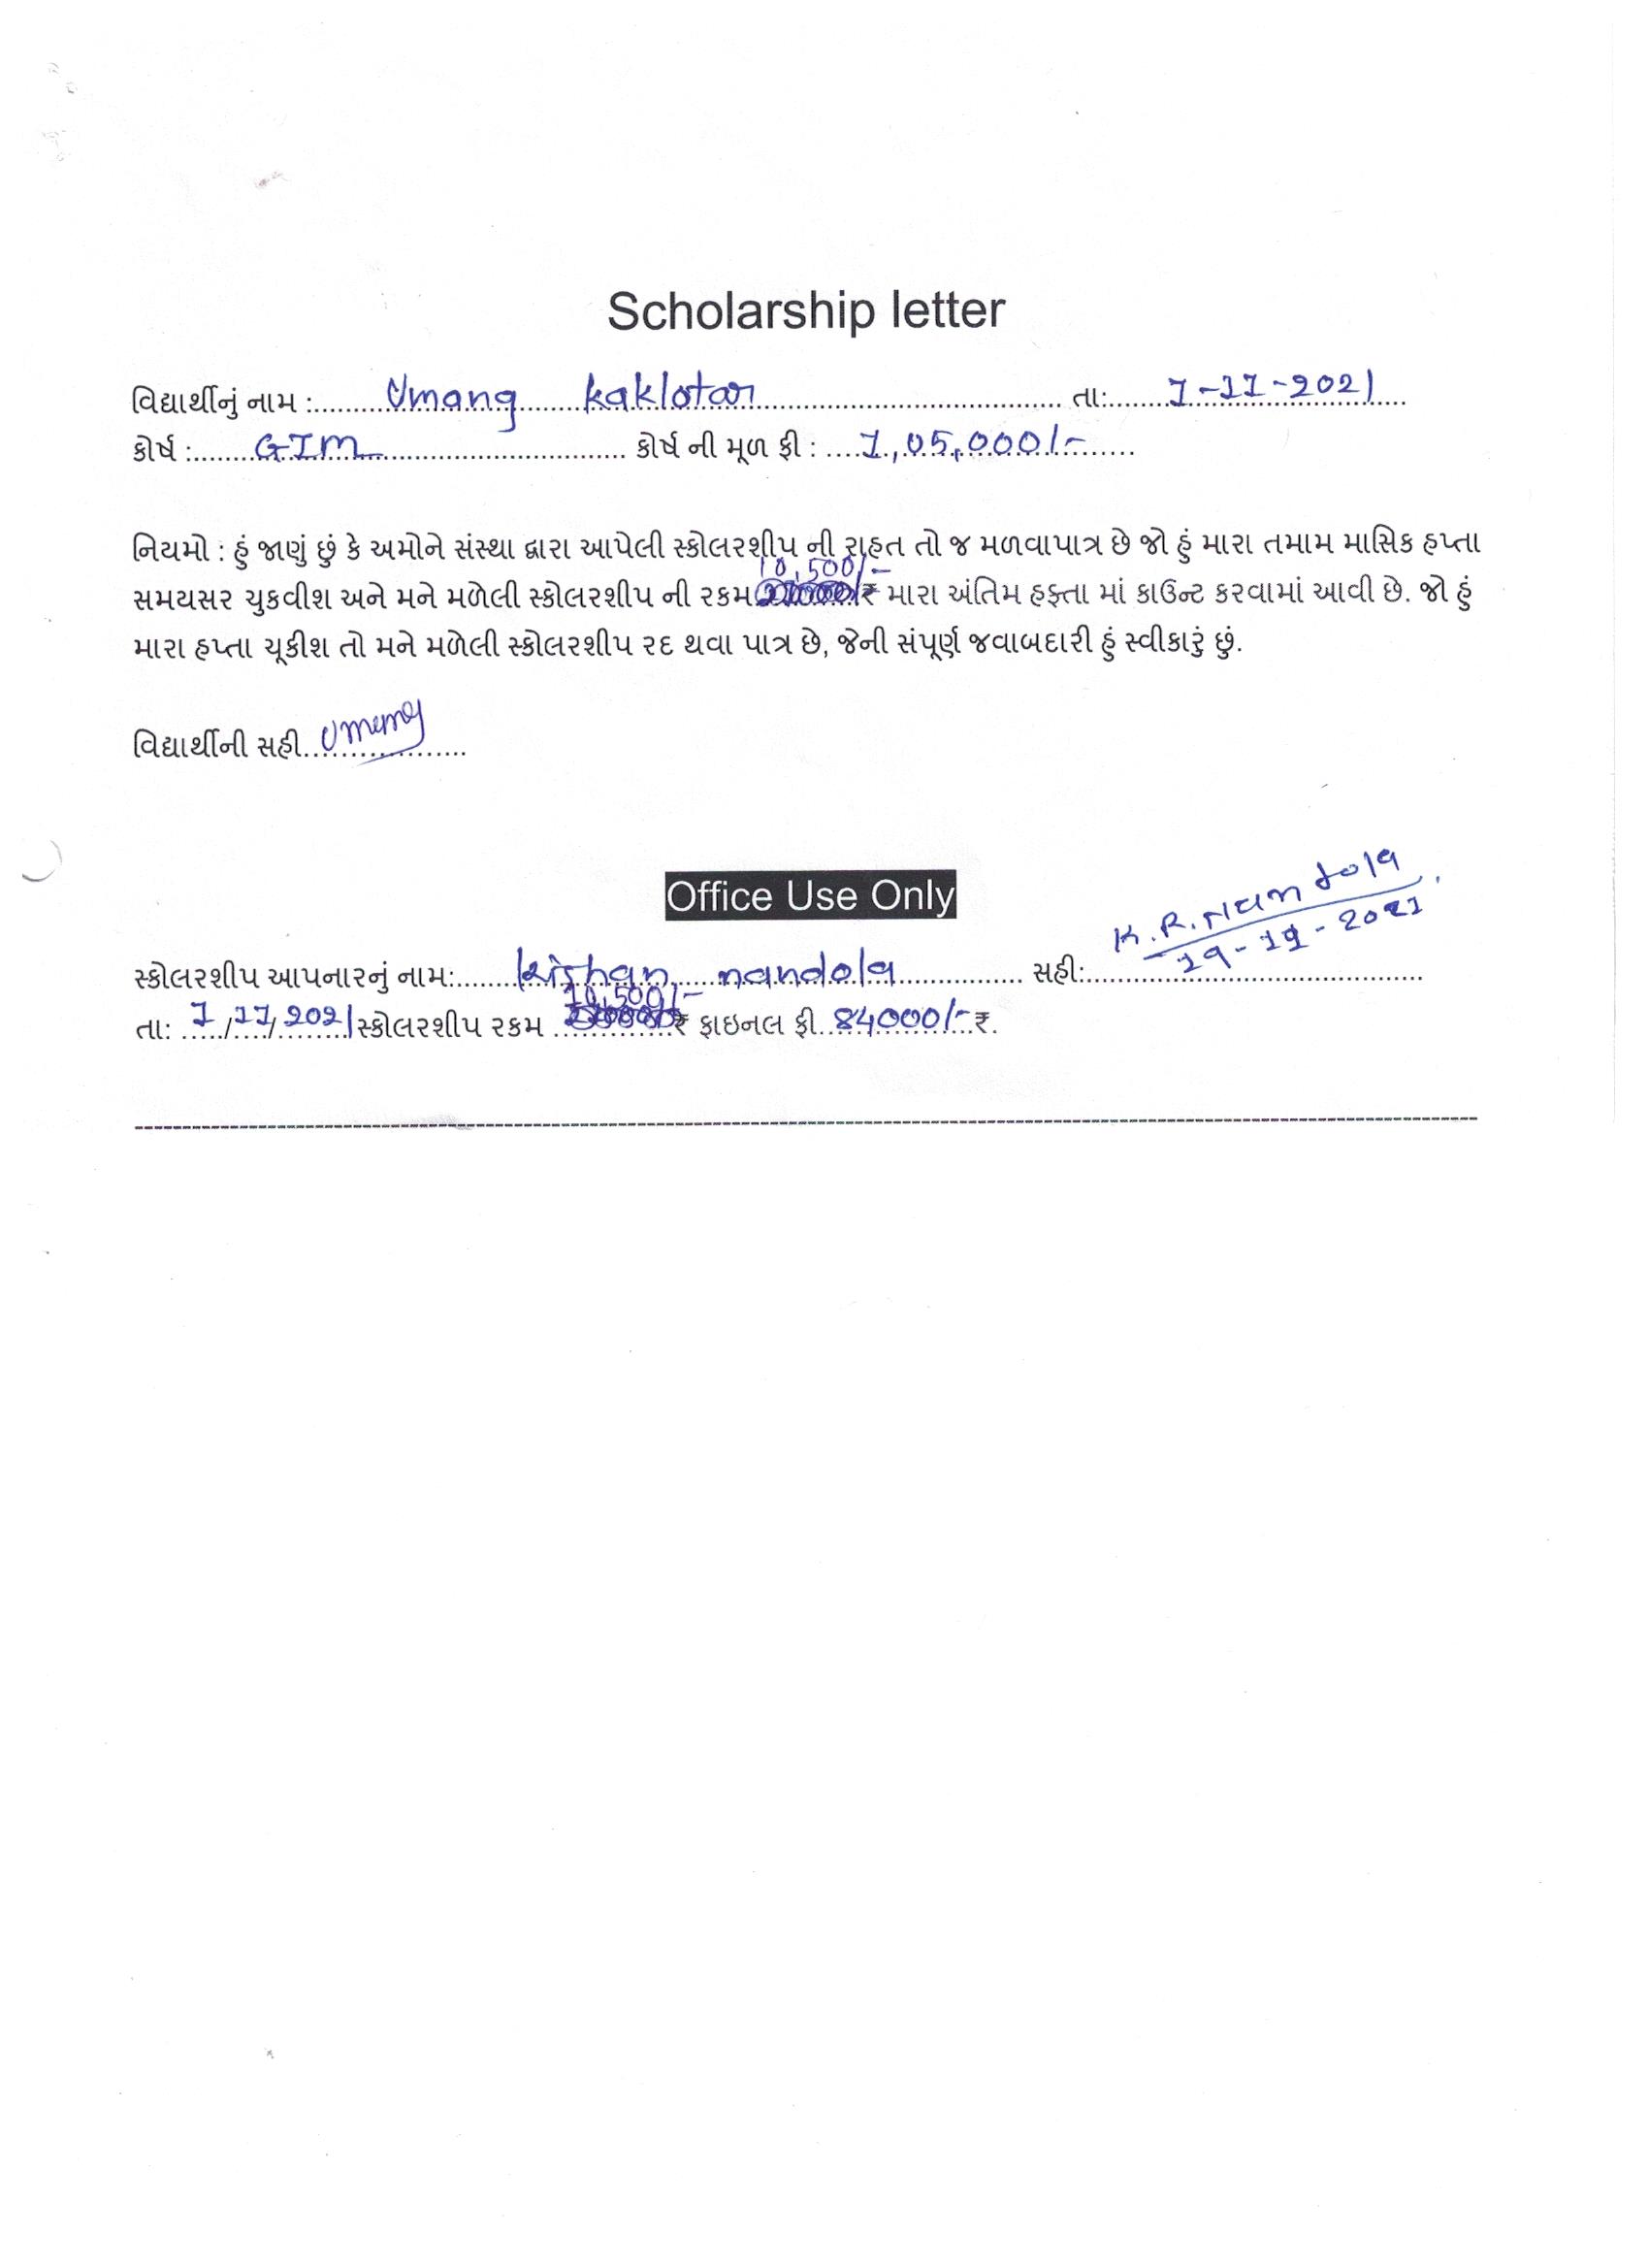 Scholarship letter
વિદ્યાર્થીનું નામ :........Umang kaklotar........ તા:......1-11-2021......
કોર્ષ :......GIM...... કોર્ષ ની મૂળ ફી : ....1,05,000/-......
નિયમો : હું જાણું છું કે અમોને સંસ્થા દ્વારા આપેલી સ્કોલરશીપ ની રાહત તો જ મળવાપાત્ર છે જો હું મારા તમામ માસિક હપ્તા
10,500/-
સમયસર ચુકવીશ અને મને મળેલી સ્કોલરશીપ ની રકમ ₹ મારા અંતિમ હફ્તા માં કાઉન્ટ કરવામાં આવી છે. જો હું
મારા હપ્તા ચૂકીશ તો મને મળેલી સ્કોલરશીપ રદ થવા પાત્ર છે, જેની સંપૂર્ણ જવાબદારી હું સ્વીકારું છું.
વિદ્યાર્થીની સહી..Umang........
Office Use Only
K.R.Nandola
19-11-2021
સ્કોલરશીપ આપનારનું નામ:......kishan nandola...... સહી:............
10,500/-
તા: 1/11/2021 સ્કોલરશીપ રકમ ............₹ ફાઇનલ ફી..84000/-...₹.